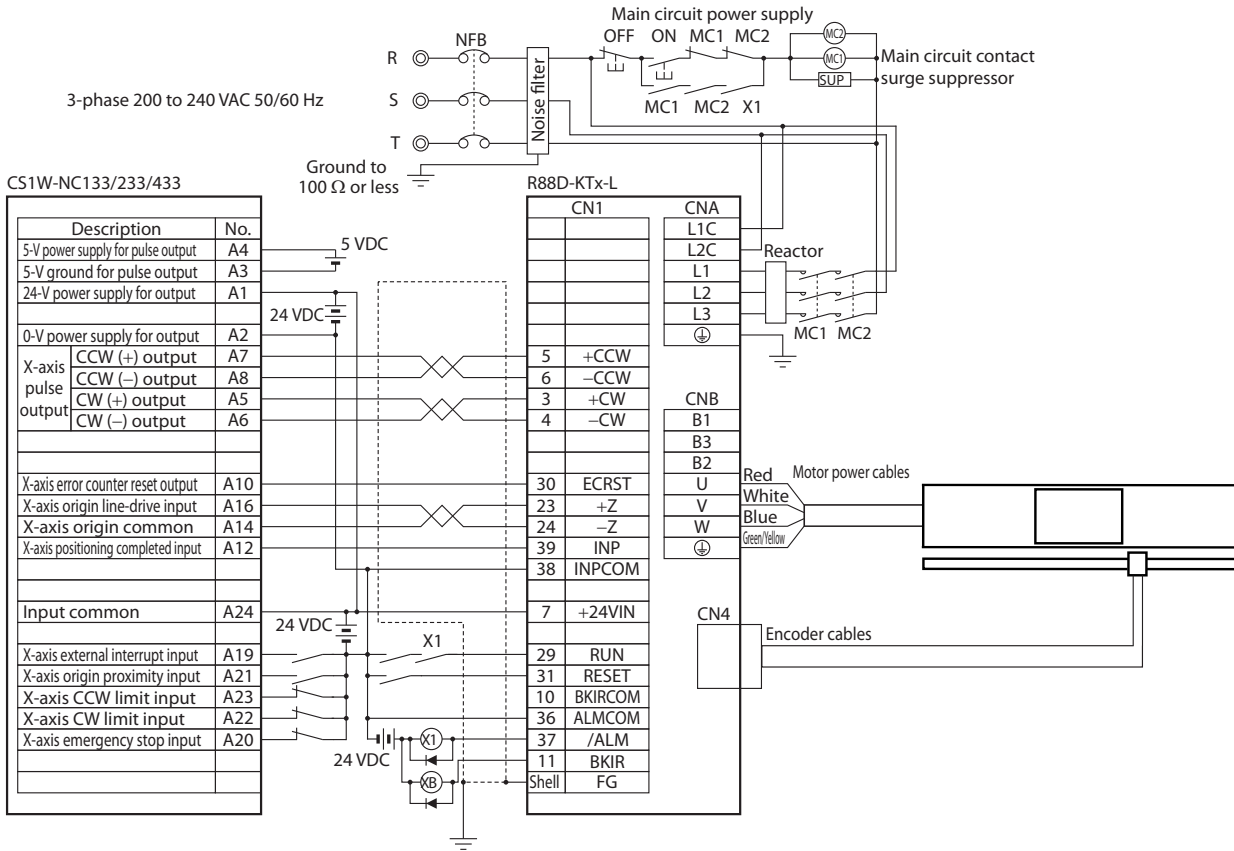 Main circuit power supply
OFF ON MC1 MC2
MC2
R
NFB
MC1
Main circuit contact
surge suppressor
SUP
3-phase 200 to 240 VAC 50/60 Hz
S
Noise filter
MC1 MC2 X1
T
Ground to
100 Ω or less
CS1W-NC133/233/433
R88D-KTx-L
CN1 CNA
Description No.
5-V power supply for pulse output A4
5-V ground for pulse output A3
24-V power supply for output A1
0-V power supply for output A2
X-axis
pulse
output
CCW (+) output A7
CCW (−) output A8
CW (+) output A5
CW (−) output A6
X-axis error counter reset output A10
X-axis origin line-drive input A16
X-axis origin common A14
X-axis positioning completed input A12
Input common A24
X-axis external interrupt input A19
X-axis origin proximity input A21
X-axis CCW limit input A23
X-axis CW limit input A22
X-axis emergency stop input A20
5 VDC
24 VDC
24 VDC
X1
24 VDC
X1
XB
5 +CCW
6 −CCW
3 +CW
4 −CW
30 ECRST
23 +Z
24 −Z
39 INP
38 INPCOM
7 +24VIN
29 RUN
31 RESET
10 BKIRCOM
36 ALMCOM
37 /ALM
11 BKIR
Shell FG
L1C
L2C
L1
L2
L3
Reactor
MC1 MC2
CNB
B1
B3
B2
U
V
W
Red
White
Blue
Green/Yellow
Motor power cables
CN4
Encoder cables